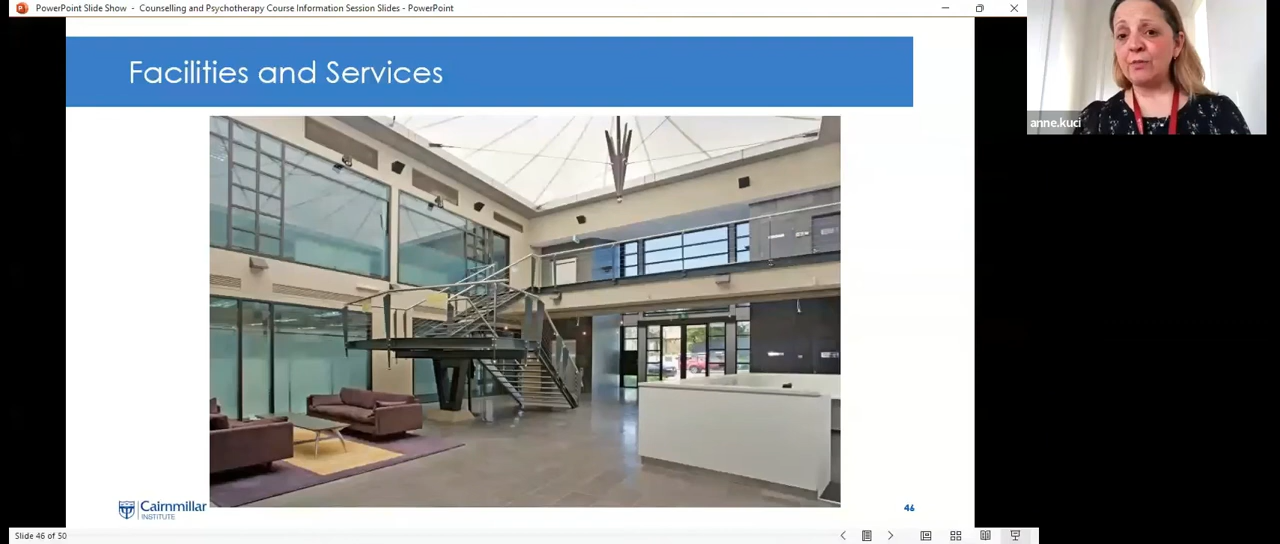 PowerPoint Slide Show - Counselling and Psychotherapy Course Information Session Slides - PowerPoint
Facilities and Services
anne.kuci
Cairnmillar
INSTITUTE
46
Slide 46 of 50